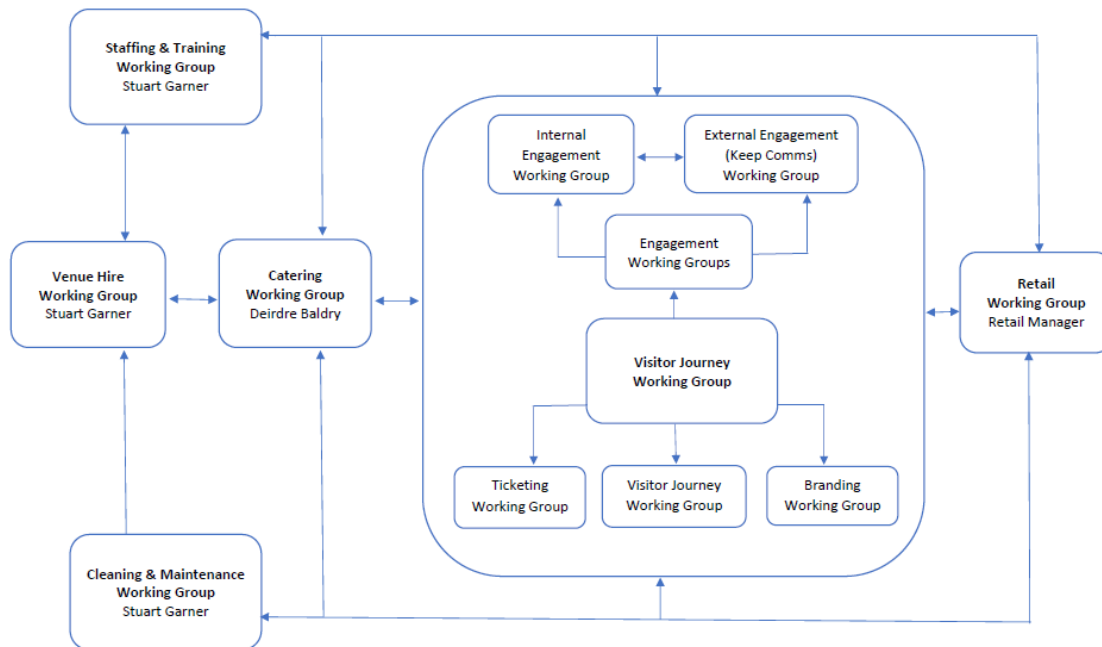 Staffing & Training
Working Group
Stuart Garner
Internal
Engagement
Working Group
External Engagement
(Keep Comms)
Working Group
Engagement
Working Groups
Venue Hire
Working Group
Stuart Garner
Catering
Working Group
Deirdre Baldry
Retail
Working Group
Retail Manager
Visitor Journey
Working Group
Ticketing
Working Group
Visitor Journey
Working Group
Branding
Working Group
Cleaning & Maintenance
Working Group
Stuart Garner